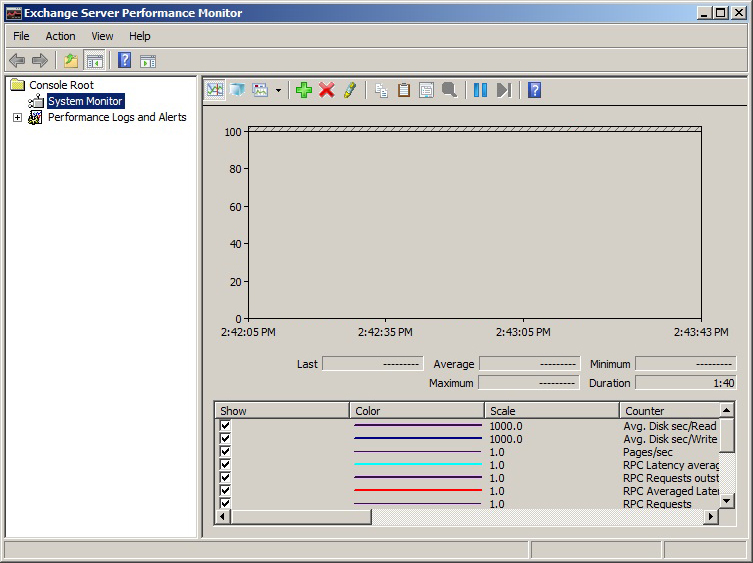 Exchange Server Performance Monitor
File Action View Help
Console Root
System Monitor
Performance Logs and Alerts
100
80
60
40
20
0
2:42:05 PM 2:42:35 PM 2:43:05 PM 2:43:43 PM
Last --------- Average --------- Minimum ---------
Maximum --------- Duration 1:40
Show Color Scale Counter
1000.0 Avg. Disk sec/Read
1000.0 Avg. Disk sec/Write
1.0 Pages/sec
1.0 RPC Latency averag
1.0 RPC Requests outst
1.0 RPC Averaged Later
1.0 RPC Requests